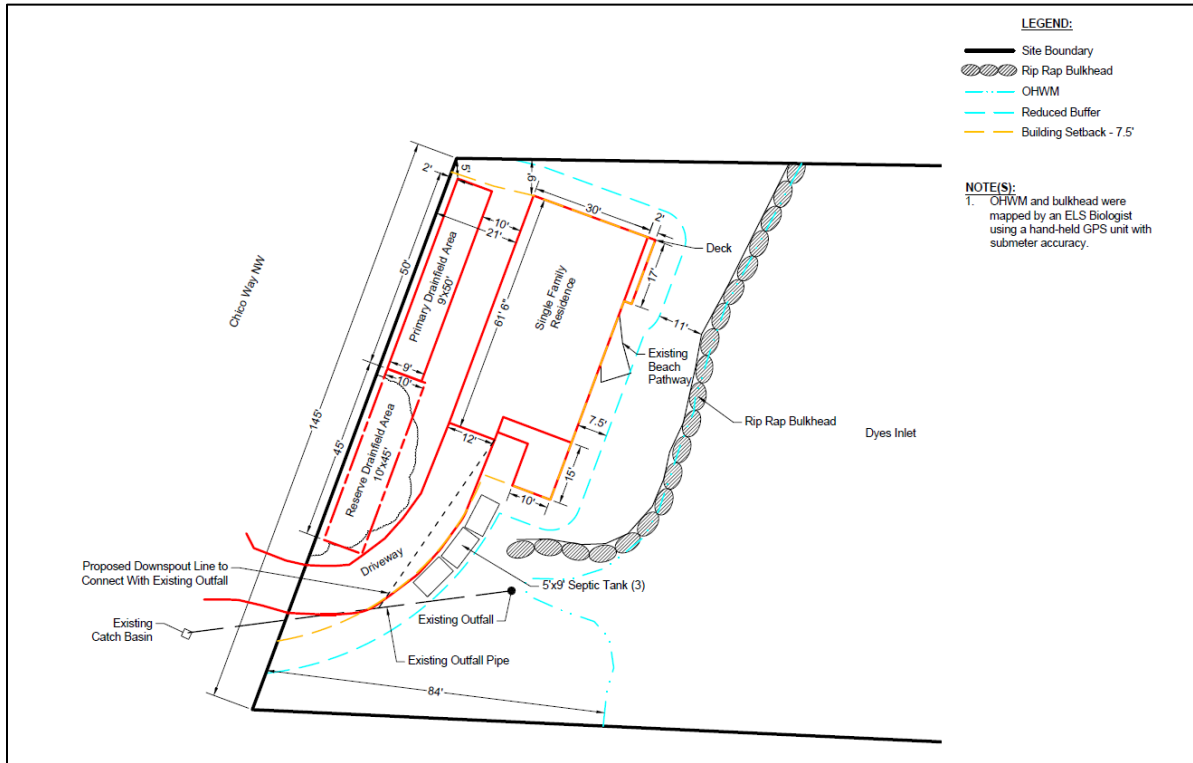 LEGEND:
Site Boundary
Rip Rap Bulkhead
OHWM
Reduced Buffer
Building Setback - 7.5'
NOTE(S):
1. OHWM and bulkhead were
mapped by an ELS Biologist
using a hand-held GPS unit with
submeter accuracy.
2'
5'
6'
30'
2'
Deck
10'
21'
17'
50'
Primary Drainfield Area
9'x50'
Single Family
Residence
61' 6"
Chico Way NW
11'
Existing
Beach
Pathway
9'
10'
145'
45'
Reserve Drainfield Area
10'x45'
12'
7.5'
Rip Rap Bulkhead
Dyes Inlet
15'
10'
Driveway
Proposed Downspout Line to
Connect With Existing Outfall
5'x9' Septic Tank (3)
Existing
Catch Basin
Existing Outfall
Existing Outfall Pipe
84'